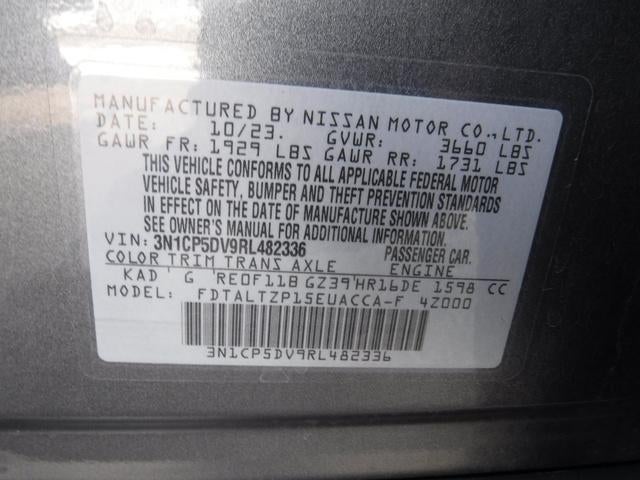 MANUFACTURED BY NISSAN MOTOR CO.,LTD.
DATE: 10/23. GVWR: 3660 LBS
GAWR FR: 1929 LBS GAWR RR: 1731 LBS
THIS VEHICLE CONFORMS TO ALL APPLICABLE FEDERAL MOTOR
VEHICLE SAFETY, BUMPER AND THEFT PREVENTION STANDARDS
IN EFFECT ON THE DATE OF MANUFACTURE SHOWN ABOVE.
SEE OWNER'S MANUAL FOR ADDITIONAL INFORMATION.
VIN: 3N1CP5DV9RL482336 PASSENGER CAR.
COLOR TRIM TRANS AXLE ENGINE
KAD G RE0F11B GZ39 HR16DE 1598 CC
MODEL: FDTALTZP15EUACCA-F 4Z000
3N1CP5DV9RL482336